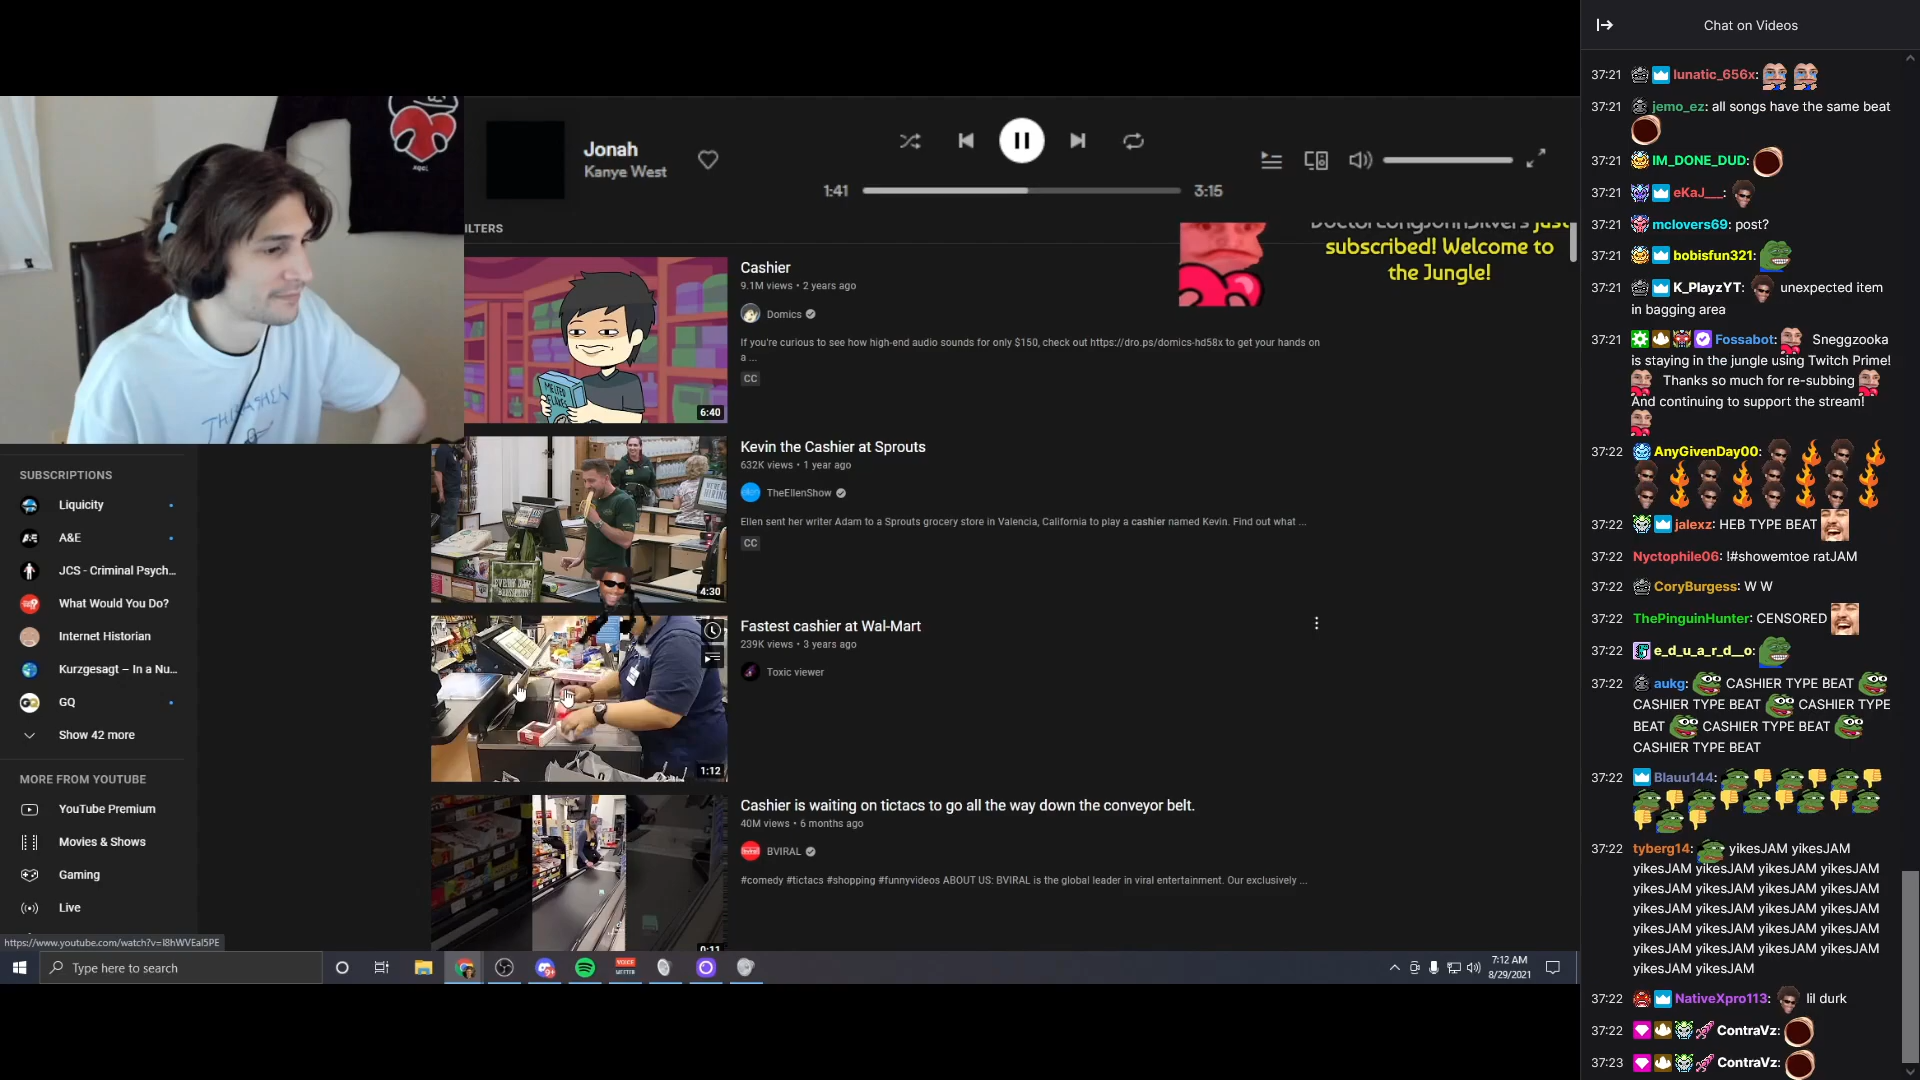 Jonah
Kanye West
1:41
3:15
ILTERS
just
subscribed! Welcome to
the Jungle!
Cashier
9.1M views • 2 years ago
Domics
If you're curious to see how high-end audio sounds for only $150, check out https://dro.ps/domics-hd58x to get your hands on
a ...
CC
6:40
Kevin the Cashier at Sprouts
632K views • 1 year ago
TheEllenShow
Ellen sent her writer Adam to a Sprouts grocery store in Valencia, California to play a cashier named Kevin. Find out what ...
CC
4:30
Fastest cashier at Wal-Mart
239K views • 3 years ago
Toxic viewer
1:12
Cashier is waiting on tictacs to go all the way down the conveyor belt.
40M views • 6 months ago
BVIRAL
#comedy #tictacs #shopping #funnyvideos ABOUT US: BVIRAL is the global leader in viral entertainment. Our exclusively ...
0:11
THRASHER
SUBSCRIPTIONS
Liquicity
A&E
JCS - Criminal Psych...
What Would You Do?
Internet Historian
Kurzgesagt – In a Nu...
GQ
Show 42 more
MORE FROM YOUTUBE
YouTube Premium
Movies & Shows
Gaming
Live
https://www.youtube.com/watch?v=I8hWVEaI5PE
Type here to search
7:12 AM
8/29/2021
Chat on Videos
37:21 lunatic_656x:
37:21 jemo_ez: all songs have the same beat
37:21 IM_DONE_DUD:
37:21 eKaJ___:
37:21 mclovers69: post?
37:21 bobisfun321:
37:21 K_PlayzYT: unexpected item
in bagging area
37:21 Fossabot: Sneggzooka
is staying in the jungle using Twitch Prime!
Thanks so much for re-subbing
And continuing to support the stream!
37:22 AnyGivenDay00:
37:22 jalexz: HEB TYPE BEAT
37:22 Nyctophile06: !#showemtoe ratJAM
37:22 CoryBurgess: W W
37:22 ThePinguinHunter: CENSORED
37:22 e_d_u_a_r_d__o:
37:22 aukg: CASHIER TYPE BEAT
CASHIER TYPE BEAT CASHIER TYPE
BEAT CASHIER TYPE BEAT
CASHIER TYPE BEAT
37:22 Blauu144:
37:22 tyberg14: yikesJAM yikesJAM
yikesJAM yikesJAM yikesJAM yikesJAM
yikesJAM yikesJAM yikesJAM yikesJAM
yikesJAM yikesJAM yikesJAM yikesJAM
yikesJAM yikesJAM yikesJAM yikesJAM
yikesJAM yikesJAM yikesJAM yikesJAM
yikesJAM yikesJAM
37:22 NativeXpro113: lil durk
37:22 ContraVz:
37:23 ContraVz: